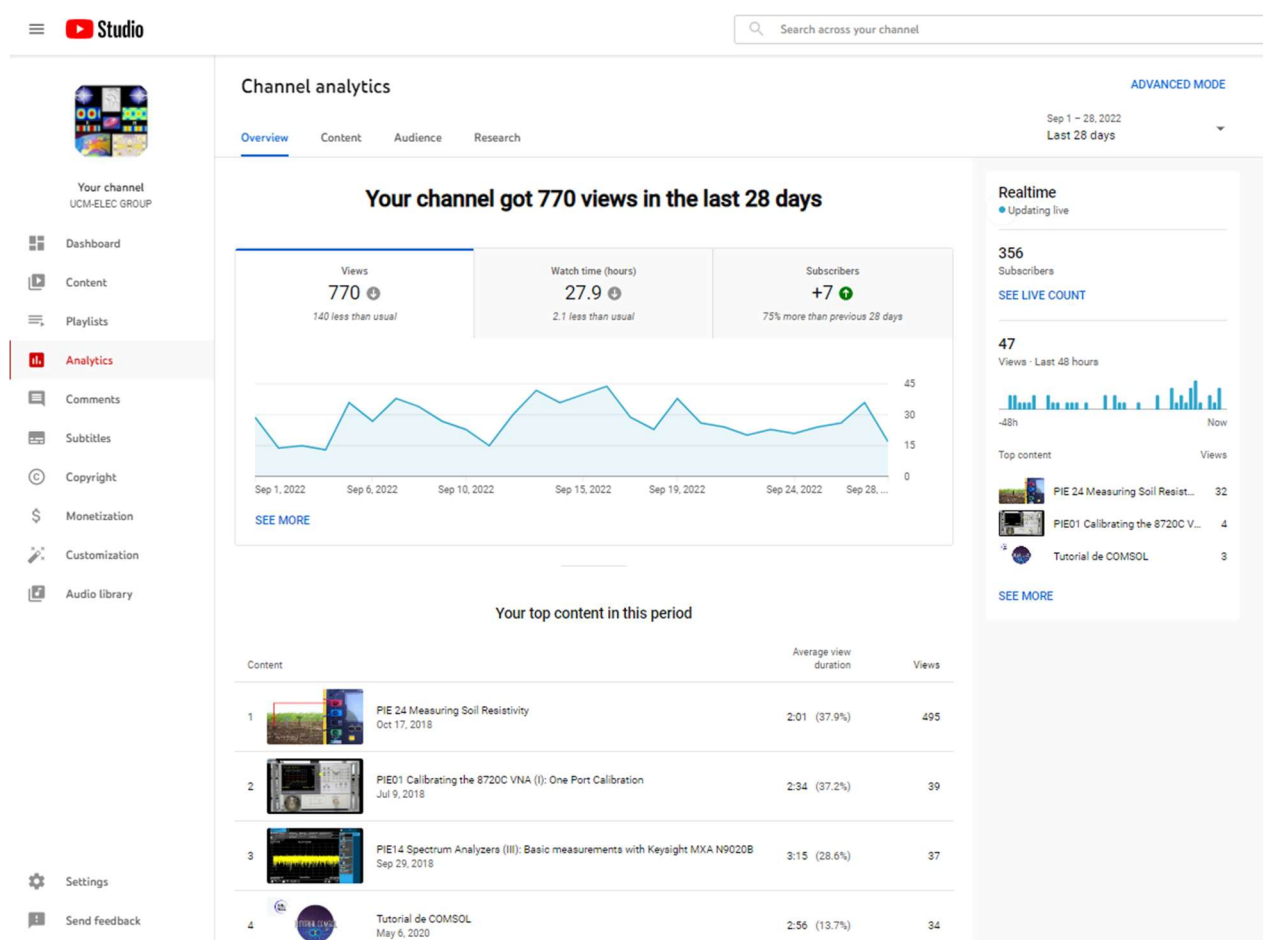 Studio
Search across your channel
Channel analytics
ADVANCED MODE
Overview Content Audience Research
Sep 1 – 28, 2022
Last 28 days
Your channel
UCM-ELEC GROUP
Dashboard
Content
Playlists
Analytics
Comments
Subtitles
Copyright
Monetization
Customization
Audio library
Settings
Send feedback
Your channel got 770 views in the last 28 days
Views
770
140 less than usual
Watch time (hours)
27.9
2.1 less than usual
Subscribers
+7
75% more than previous 28 days
45
30
15
0
Sep 1, 2022 Sep 6, 2022 Sep 10, 2022 Sep 15, 2022 Sep 19, 2022 Sep 24, 2022 Sep 28, ...
SEE MORE
Your top content in this period
Content Average view duration Views
1 PIE 24 Measuring Soil Resistivity 2:01 (37.9%) 495
Oct 17, 2018
2 PIE01 Calibrating the 8720C VNA (I): One Port Calibration 2:34 (37.2%) 39
Jul 9, 2018
3 PIE14 Spectrum Analyzers (III): Basic measurements with Keysight MXA N9020B 3:15 (28.6%) 37
Sep 29, 2018
4 Tutorial de COMSOL 2:56 (13.7%) 34
May 6, 2020
Realtime
Updating live
356
Subscribers
SEE LIVE COUNT
47
Views · Last 48 hours
-48h Now
Top content Views
PIE 24 Measuring Soil Resist... 32
PIE01 Calibrating the 8720C V... 4
Tutorial de COMSOL 3
SEE MORE